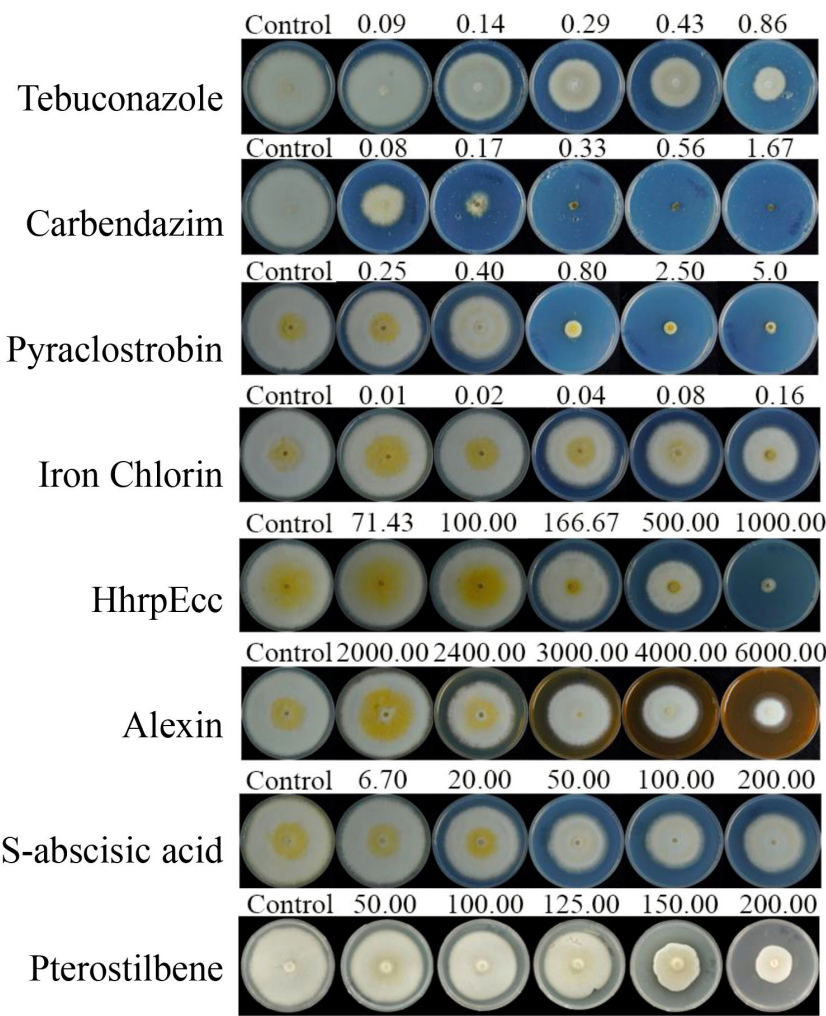 Control 0.09 0.14 0.29 0.43 0.86
Tebuconazole
Control 0.08 0.17 0.33 0.56 1.67
Carbendazim
Control 0.25 0.40 0.80 2.50 5.0
Pyraclostrobin
Control 0.01 0.02 0.04 0.08 0.16
Iron Chlorin
Control 71.43 100.00 166.67 500.00 1000.00
HhrpEcc
Control 2000.00 2400.00 3000.00 4000.00 6000.00
Alexin
Control 6.70 20.00 50.00 100.00 200.00
S-abscisic acid
Control 50.00 100.00 125.00 150.00 200.00
Pterostilbene